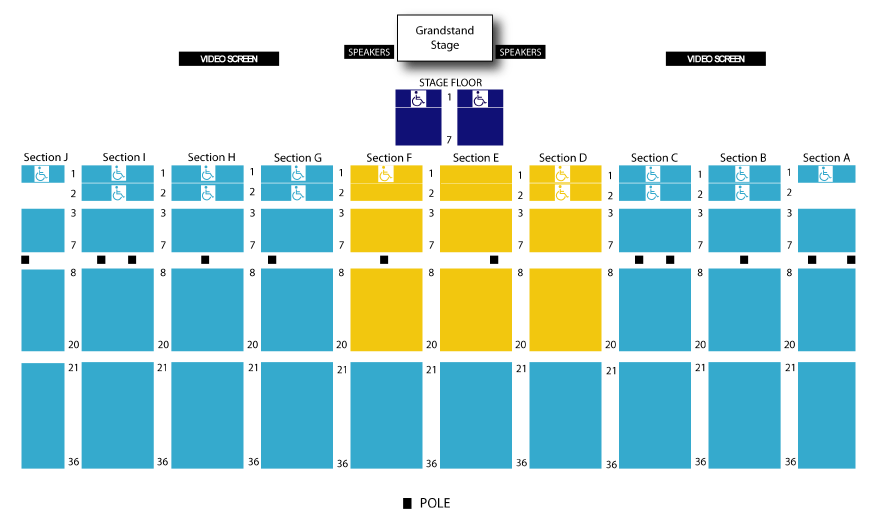 Grandstand
Stage
SPEAKERS SPEAKERS
VIDEO SCREEN VIDEO SCREEN
STAGE FLOOR
1
7
Section J Section I Section H Section G Section F Section E Section D Section C Section B Section A
1 1 1 1 1 1 1 1 1
2 2 2 2 2 2 2 2 2
3 3 3 3 3 3 3 3 3
7 7 7 7 7 7 7 7 7
8 8 8 8 8 8 8 8 8
20 20 20 20 20 20 20 20 20
21 21 21 21 21 21 21 21 21
36 36 36 36 36 36 36 36 36
POLE